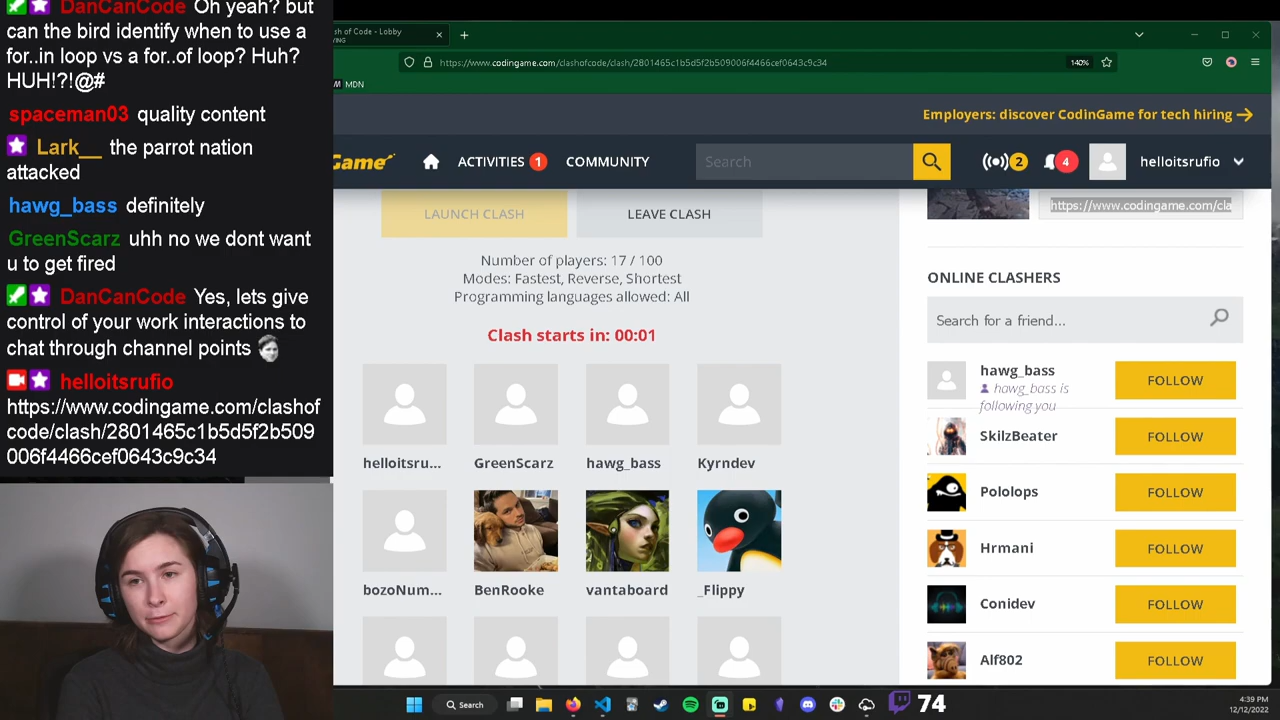 DanCanCode Oh yeah? but
can the bird identify when to use a
for..in loop vs a for..of loop? Huh?
HUH!?!@#
spaceman03 quality content
Lark__ the parrot nation
attacked
hawg_bass definitely
GreenScarz uhh no we dont want
u to get fired
DanCanCode Yes, lets give
control of your work interactions to
chat through channel points
helloitsrufio
https://www.codingame.com/clashof
code/clash/2801465c1b5d5f2b509
006f4466cef0643c9c34
sh of Code - Lobby
https://www.codingame.com/clashofcode/clash/2801465c1b5d5f2b509006f4466cef0643c9c34
140%
MDN
Employers: discover CodinGame for tech hiring
Game
ACTIVITIES 1
COMMUNITY
Search
2
4
helloitsrufio
LAUNCH CLASH
LEAVE CLASH
Number of players: 17 / 100
Modes: Fastest, Reverse, Shortest
Programming languages allowed: All
Clash starts in: 00:01
helloitsru...
GreenScarz
hawg_bass
Kyrndev
bozoNum...
BenRooke
vantaboard
_Flippy
https://www.codingame.com/cla
ONLINE CLASHERS
Search for a friend...
hawg_bass
hawg_bass is
following you
FOLLOW
SkilzBeater
FOLLOW
Pololops
FOLLOW
Hrmani
FOLLOW
Conidev
FOLLOW
Alf802
FOLLOW
Search
74
4:39 PM
12/12/2022